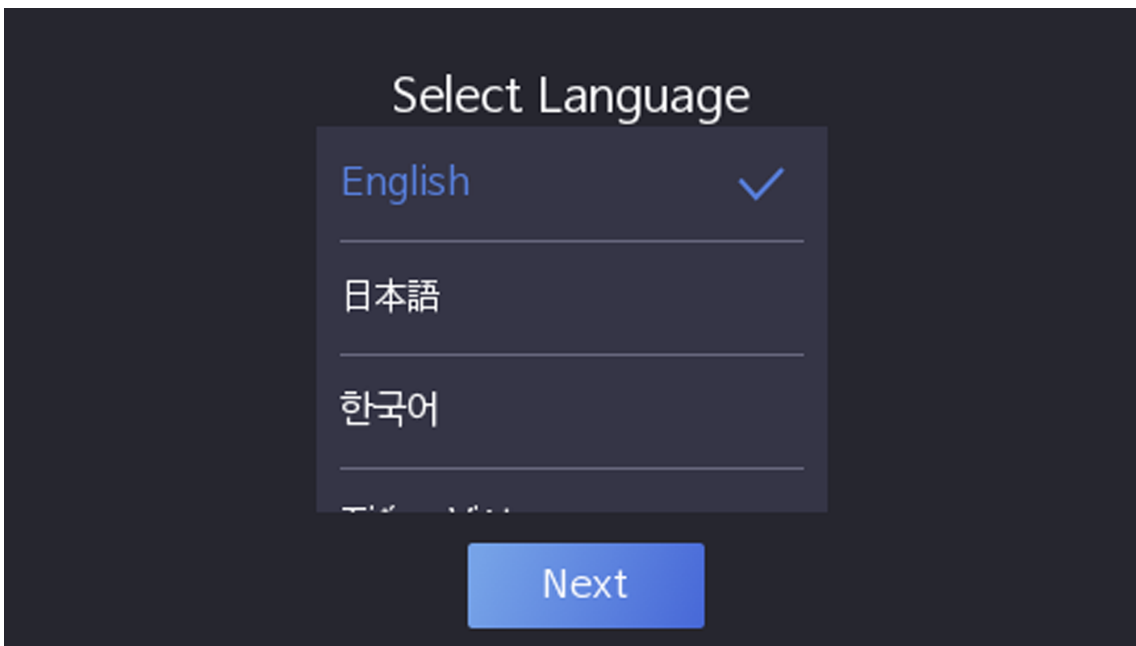 Select Language
English
日本語
한국어
Next